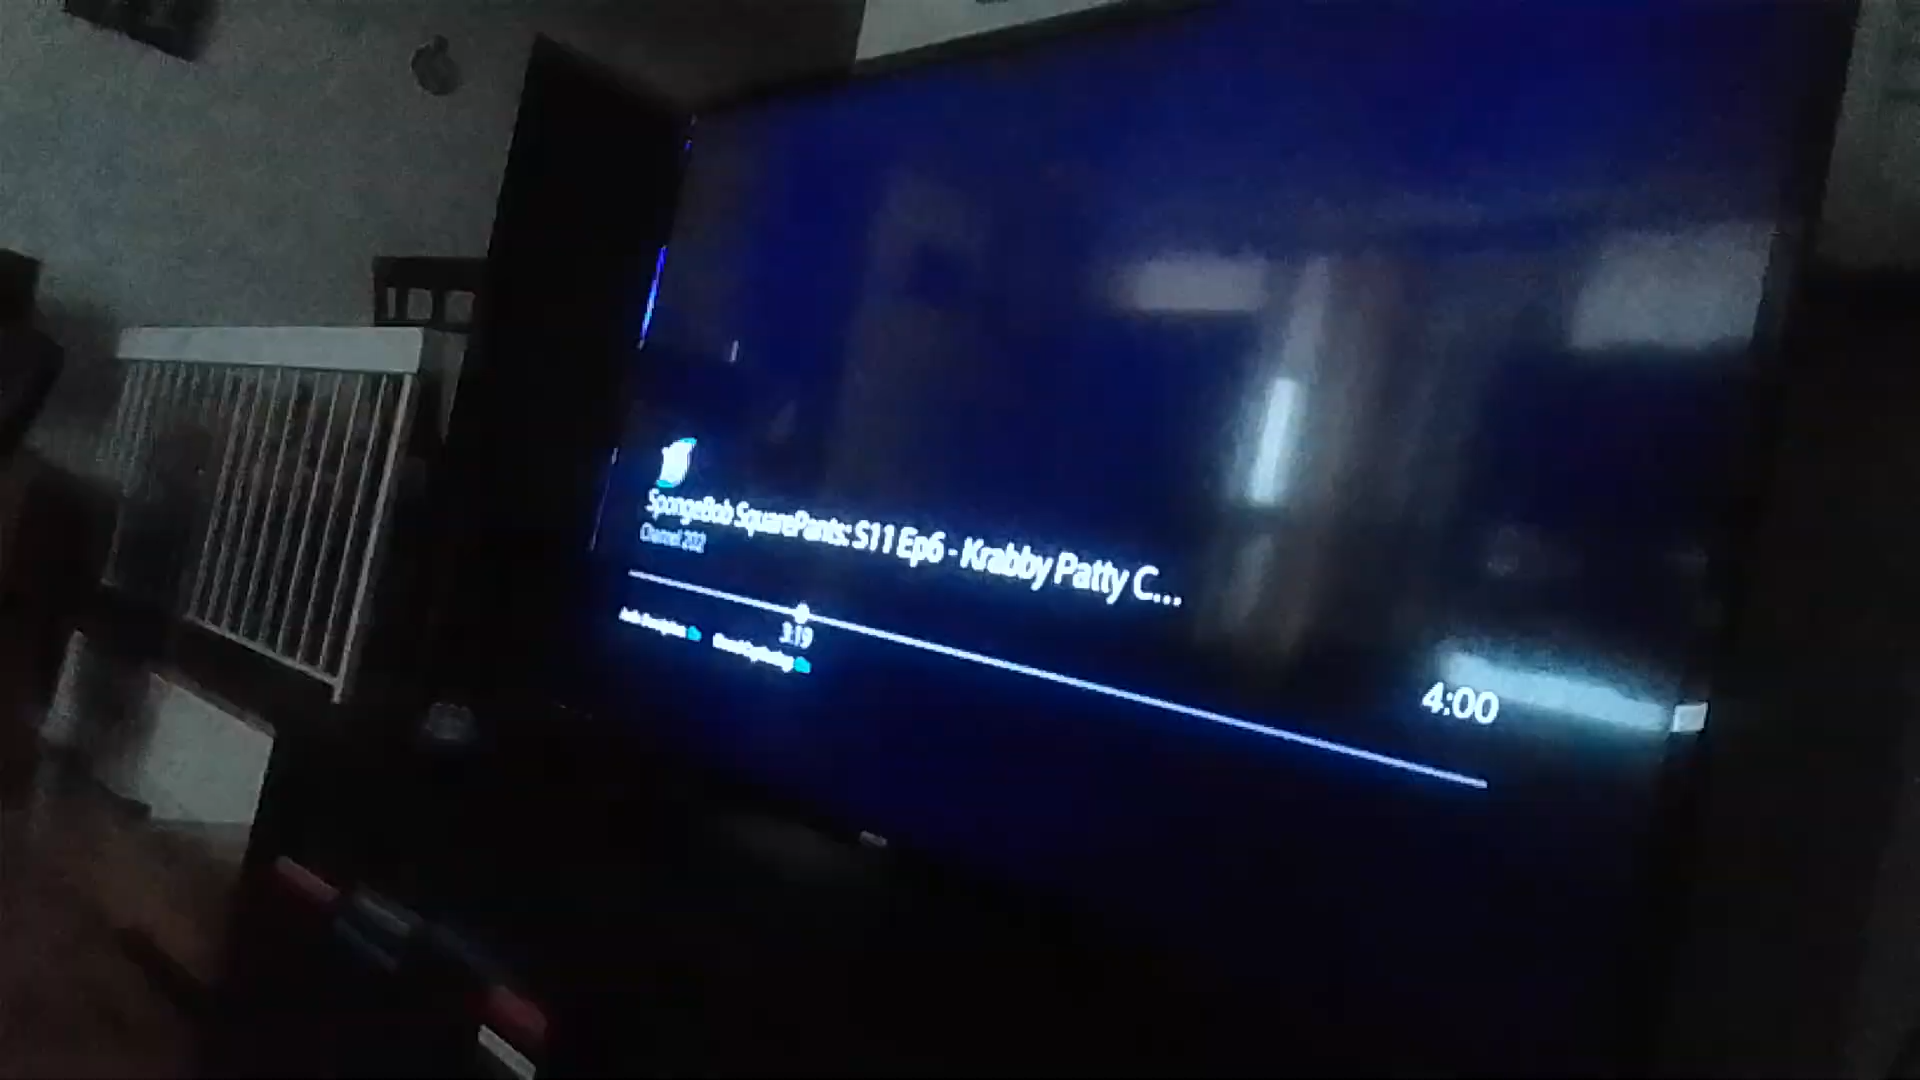 SpongeBob SquarePants: S11 Ep6 - Krabby Patty C...
Channel 202
3:19
4:00